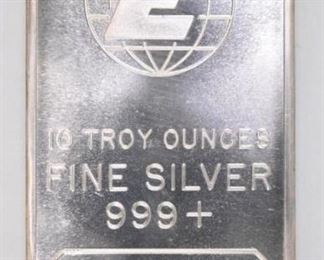 E
10 TROY OUNCES
FINE SILVER
999+